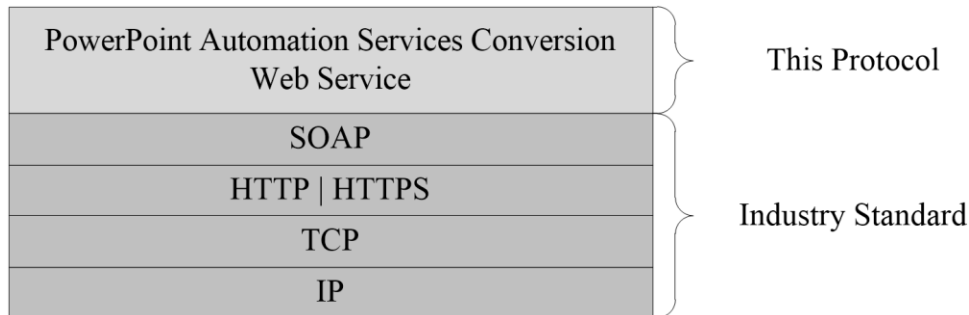 PowerPoint Automation Services Conversion
Web Service
This Protocol
SOAP
HTTP | HTTPS
TCP
IP
Industry Standard